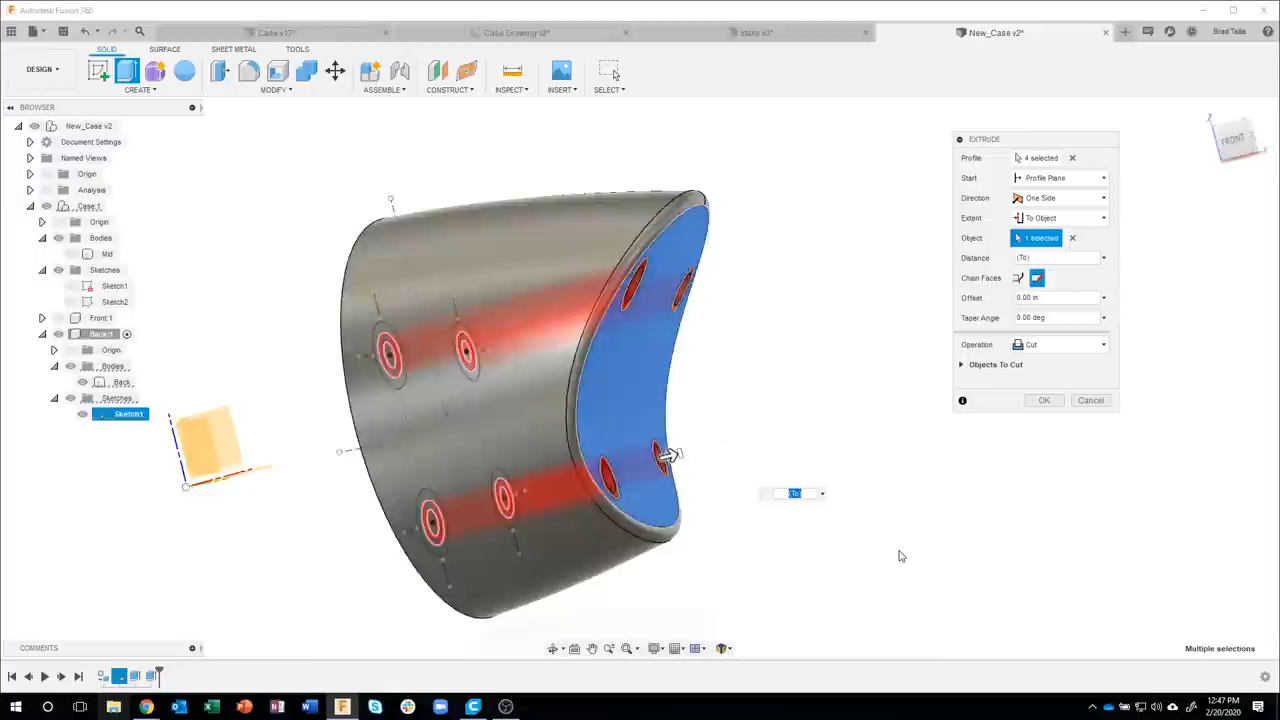 Autodesk Fusion 360
Case v17*
Case Drawing v2*
stake v3*
New_Case v2*
Brad Tallis
SOLID
SURFACE
SHEET METAL
TOOLS
DESIGN
CREATE
MODIFY
ASSEMBLE
CONSTRUCT
INSPECT
INSERT
SELECT
BROWSER
New_Case v2
Document Settings
Named Views
Origin
Analysis
Case:1
Origin
Bodies
Mid
Sketches
Sketch1
Sketch2
Front:1
Back:1
Origin
Bodies
Back
Sketches
Sketch1
FRONT
Z
EXTRUDE
Profile
4 selected
Start
Profile Plane
Direction
One Side
Extent
To Object
Object
1 selected
Distance
(To)
Chain Faces
Offset
0.00 in
Taper Angle
0.00 deg
Operation
Cut
Objects To Cut
OK
Cancel
(To)
COMMENTS
Multiple selections
12:47 PM
2/20/2020